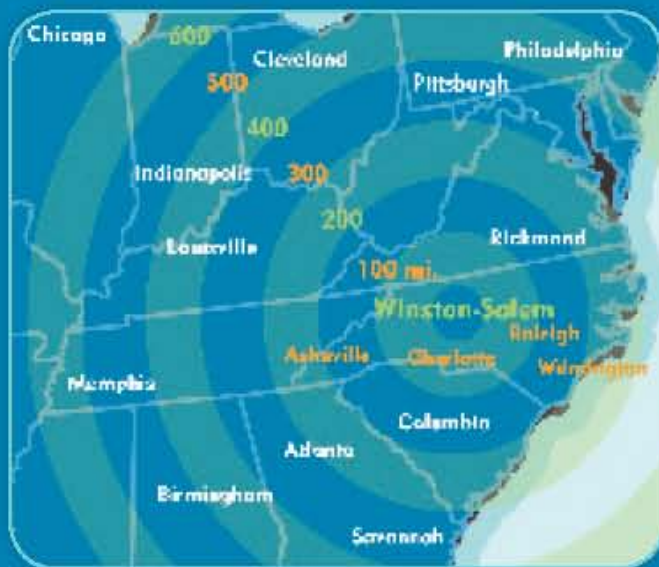 Chicago
600
Cleveland
Philadelphia
500
Pittsburgh
400
Indianapolis
300
200
Louisville
Richmond
100 mi.
Winston-Salem
Raleigh
Asheville
Charlotte
Wilmington
Memphis
Columbia
Atlanta
Birmingham
Savannah